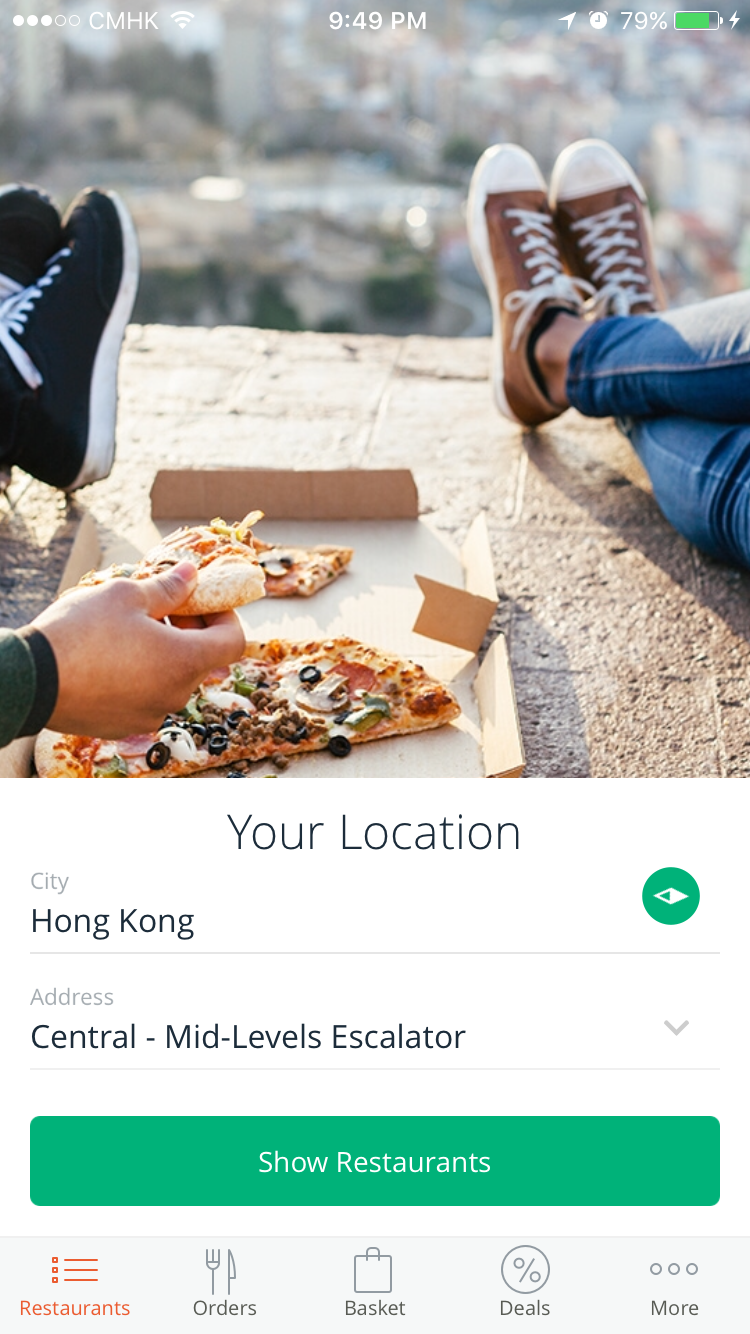 CMHK 9:49 PM 79%
Your Location
City
Hong Kong
Address
Central - Mid-Levels Escalator
Show Restaurants
Restaurants Orders Basket Deals More